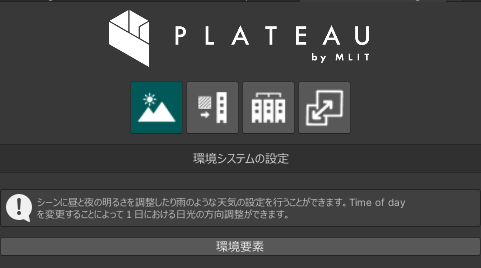 PLATEAU
by MLIT
環境システムの設定
シーンに昼と夜の明るさを調整したり雨のような天気の設定を行うことができます。Time of day
を変更することによって1日における日光の方向調整ができます。
環境要素